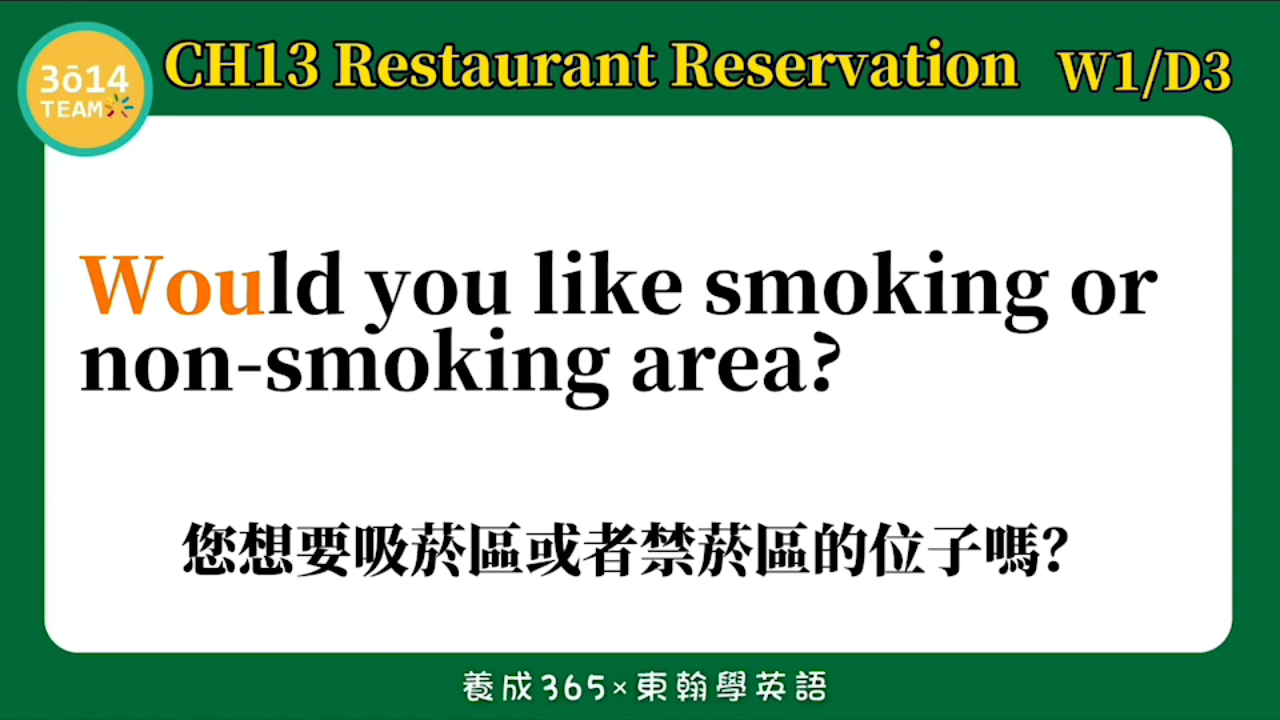 3ō14
TEAM
CH13 Restaurant Reservation W1/D3
Would you like smoking or
non-smoking area?
您想要吸菸區或者禁菸區的位子嗎?
養成365×東翰學英語